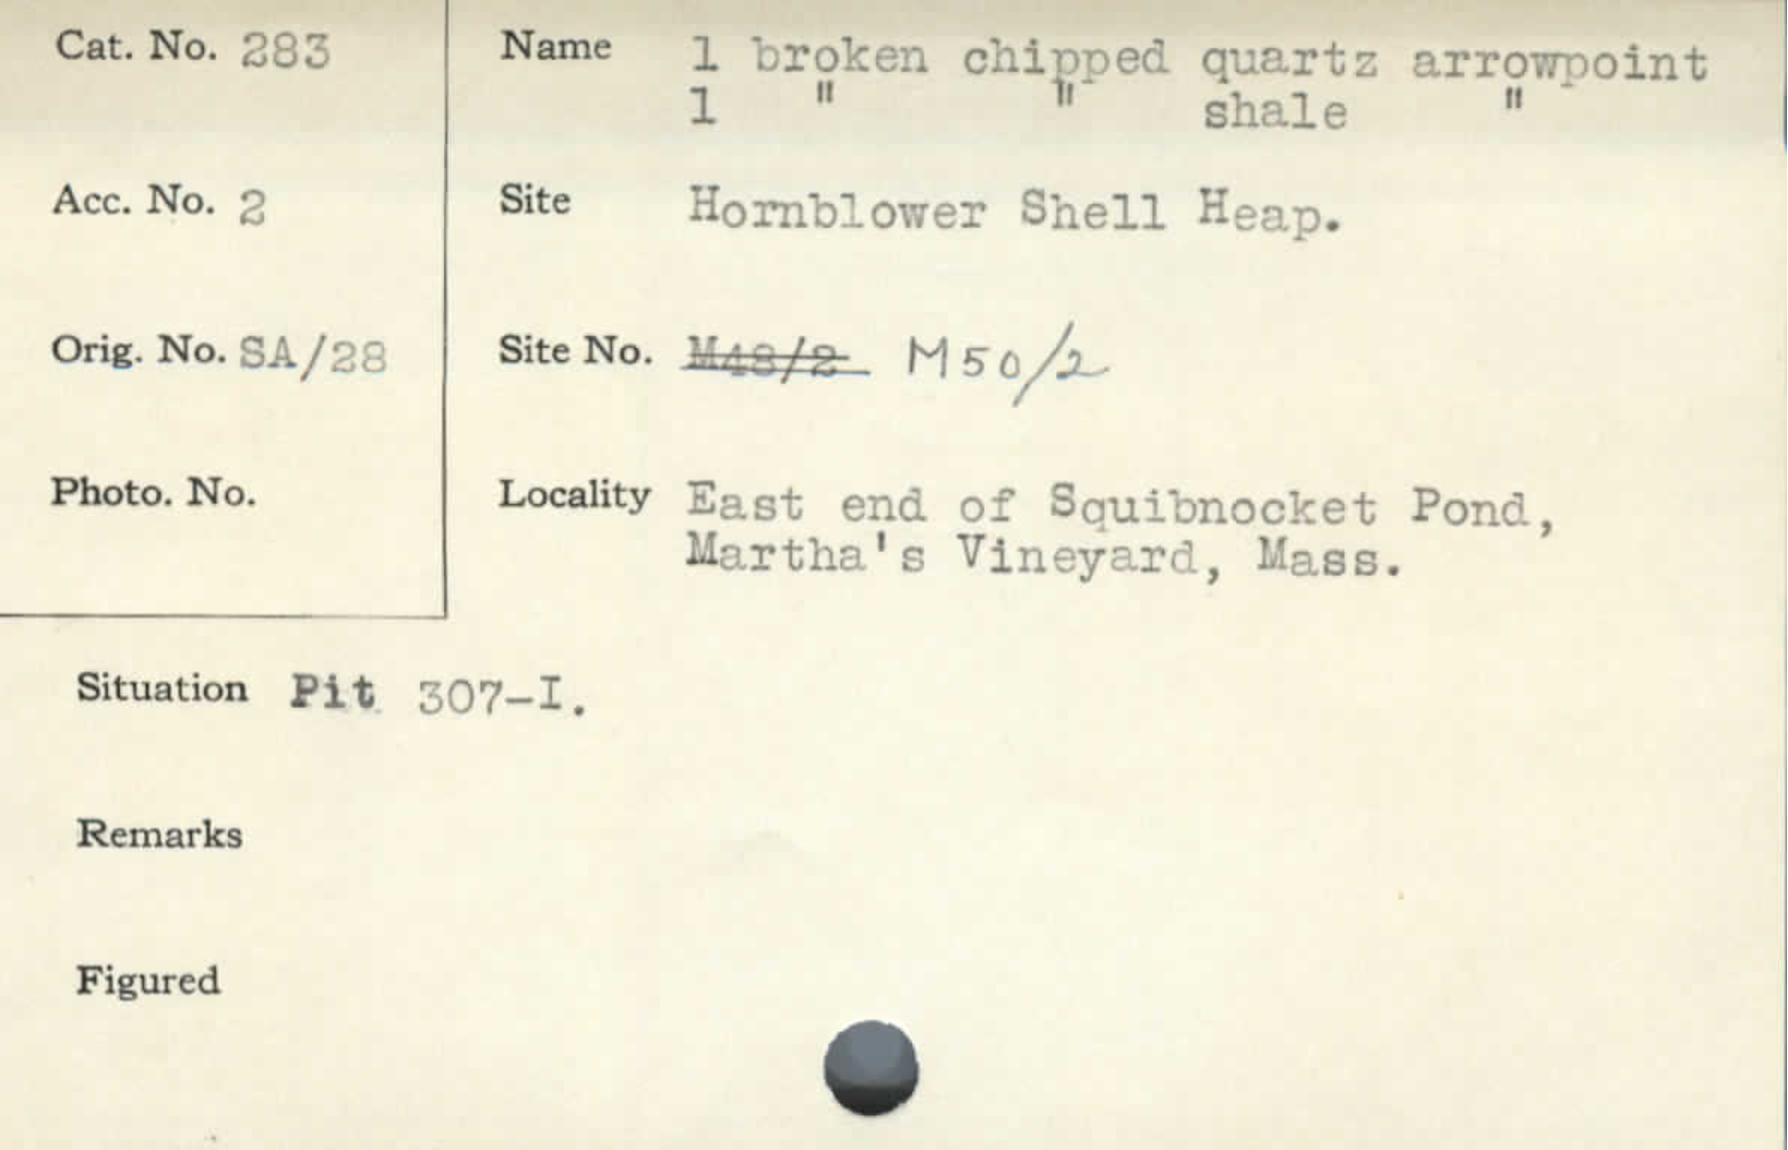 Cat. No. 283
Name 1 broken chipped quartz arrowpoint
1 " " shale "
Acc. No. 2
Site Hornblower Shell Heap.
Orig. No. SA/28
Site No. M48/2 M50/2
Photo. No.
Locality East end of Squibnocket Pond,
Martha's Vineyard, Mass.
Situation Pit 307-I.
Remarks
Figured